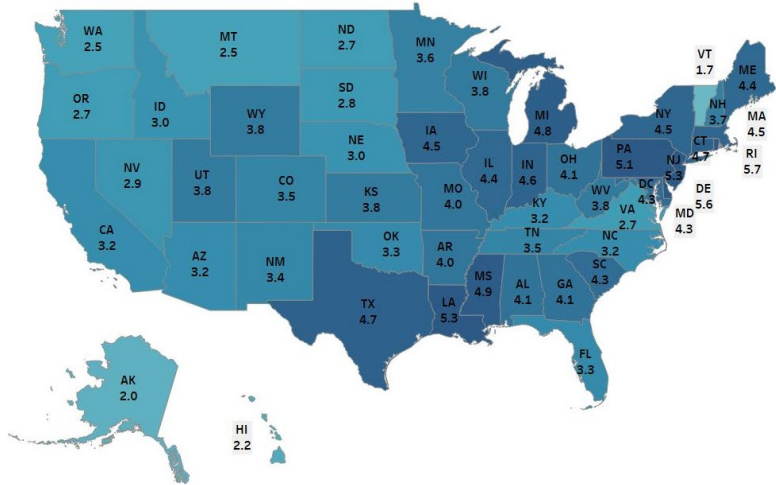 WA
2.5
MT
2.5
ND
2.7
MN
3.6
VT
1.7
ME
4.4
OR
2.7
ID
3.0
WY
3.8
SD
2.8
WI
3.8
MI
4.8
NY
4.5
NH
3.7
MA
4.5
NV
2.9
UT
3.8
CO
3.5
NE
3.0
IA
4.5
IL
4.4
IN
4.6
OH
4.1
PA
5.1
NJ
5.3
CT
4.7
RI
5.7
CA
3.2
AZ
3.2
NM
3.4
KS
3.8
MO
4.0
KY
3.2
WV
3.8
VA
2.7
DC
4.3
DE
5.6
MD
4.3
OK
3.3
AR
4.0
TN
3.5
NC
3.2
SC
4.3
TX
4.7
LA
5.3
MS
4.9
AL
4.1
GA
4.1
FL
3.3
AK
2.0
HI
2.2